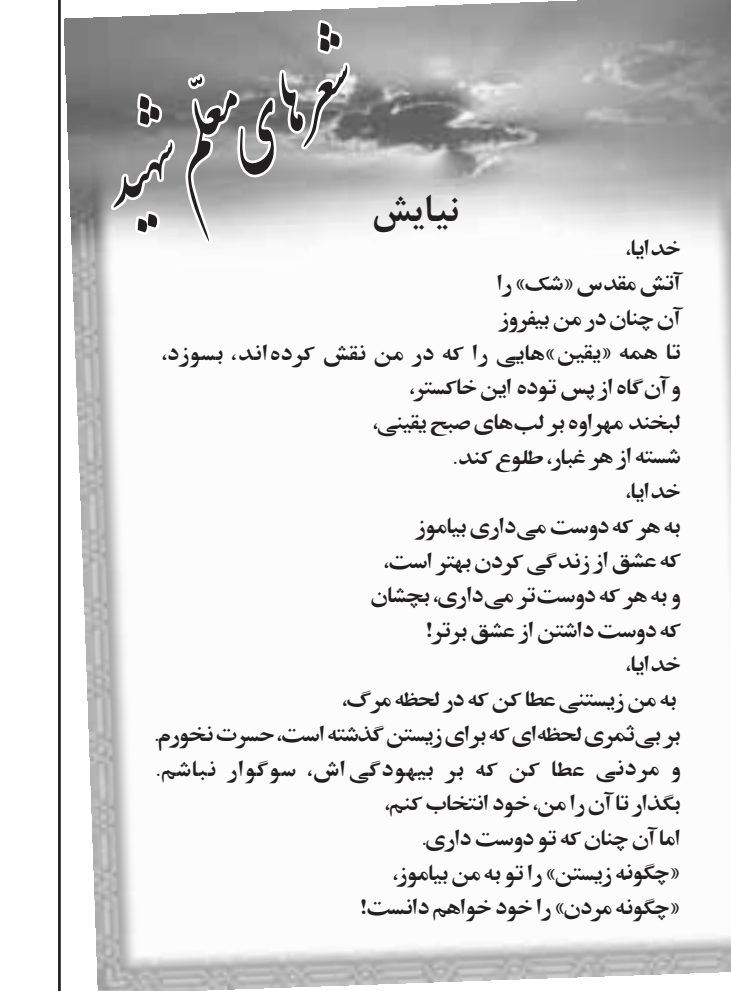 شعرهای معلّم شهید
نیایش
خدایا،
آتش مقدس «شک» را
آن چنان در من بیفروز
تا همه «یقین»هایی را که در من نقش کرده‌اند، بسوزد،
و آن گاه از پس توده این خاکستر،
لبخند مهراوه بر لب‌های صبح یقینی،
شسته از هر غبار، طلوع کند.
خدایا،
به هر که دوست می‌داری بیاموز
که عشق از زندگی کردن بهتر است،
و به هر که دوست‌تر می‌داری، بچشان
که دوست داشتن از عشق برتر!
خدایا،
به من زیستنی عطا کن که در لحظه مرگ،
بر بی‌ثمری لحظه‌ای که برای زیستن گذشته است، حسرت نخورم.
و مردنی عطا کن که بر بیهودگی‌اش، سوگوار نباشم.
بگذار تا آن را من، خود انتخاب کنم،
اما آن چنان که تو دوست داری.
«چگونه زیستن» را تو به من بیاموز،
«چگونه مردن» را خود خواهم دانست!